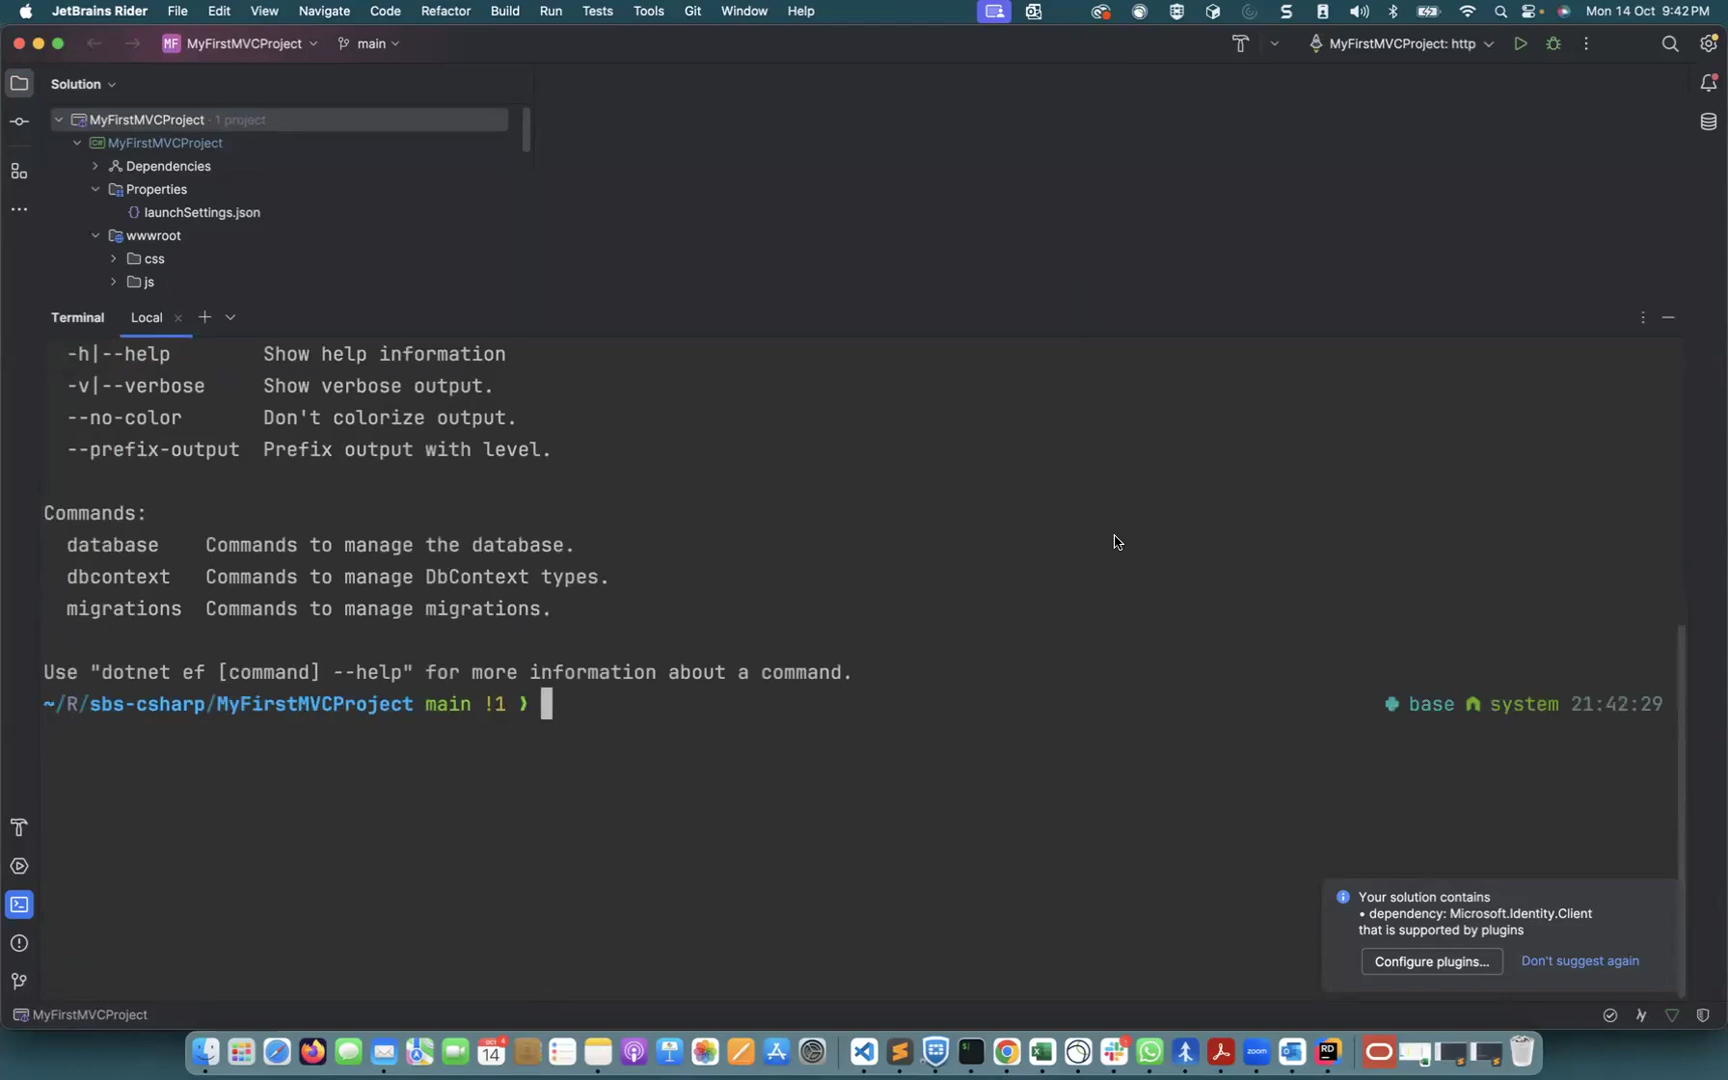 JetBrains Rider File Edit View Navigate Code Refactor Build Run Tests Tools Git Window Help Mon 14 Oct 9:42 PM
MF MyFirstMVCProject main MyFirstMVCProject: http
Solution
MyFirstMVCProject · 1 project
C# MyFirstMVCProject
Dependencies
Properties
{} launchSettings.json
wwwroot
css
js
Terminal Local
-h|--help Show help information
-v|--verbose Show verbose output.
--no-color Don't colorize output.
--prefix-output Prefix output with level.
Commands:
database Commands to manage the database.
dbcontext Commands to manage DbContext types.
migrations Commands to manage migrations.
Use "dotnet ef [command] --help" for more information about a command.
~/R/sbs-csharp/MyFirstMVCProject main !1 ❯ base system 21:42:29
Your solution contains
• dependency: Microsoft.Identity.Client
that is supported by plugins
Configure plugins... Don't suggest again
MyFirstMVCProject
OCT
14
zoom
RD